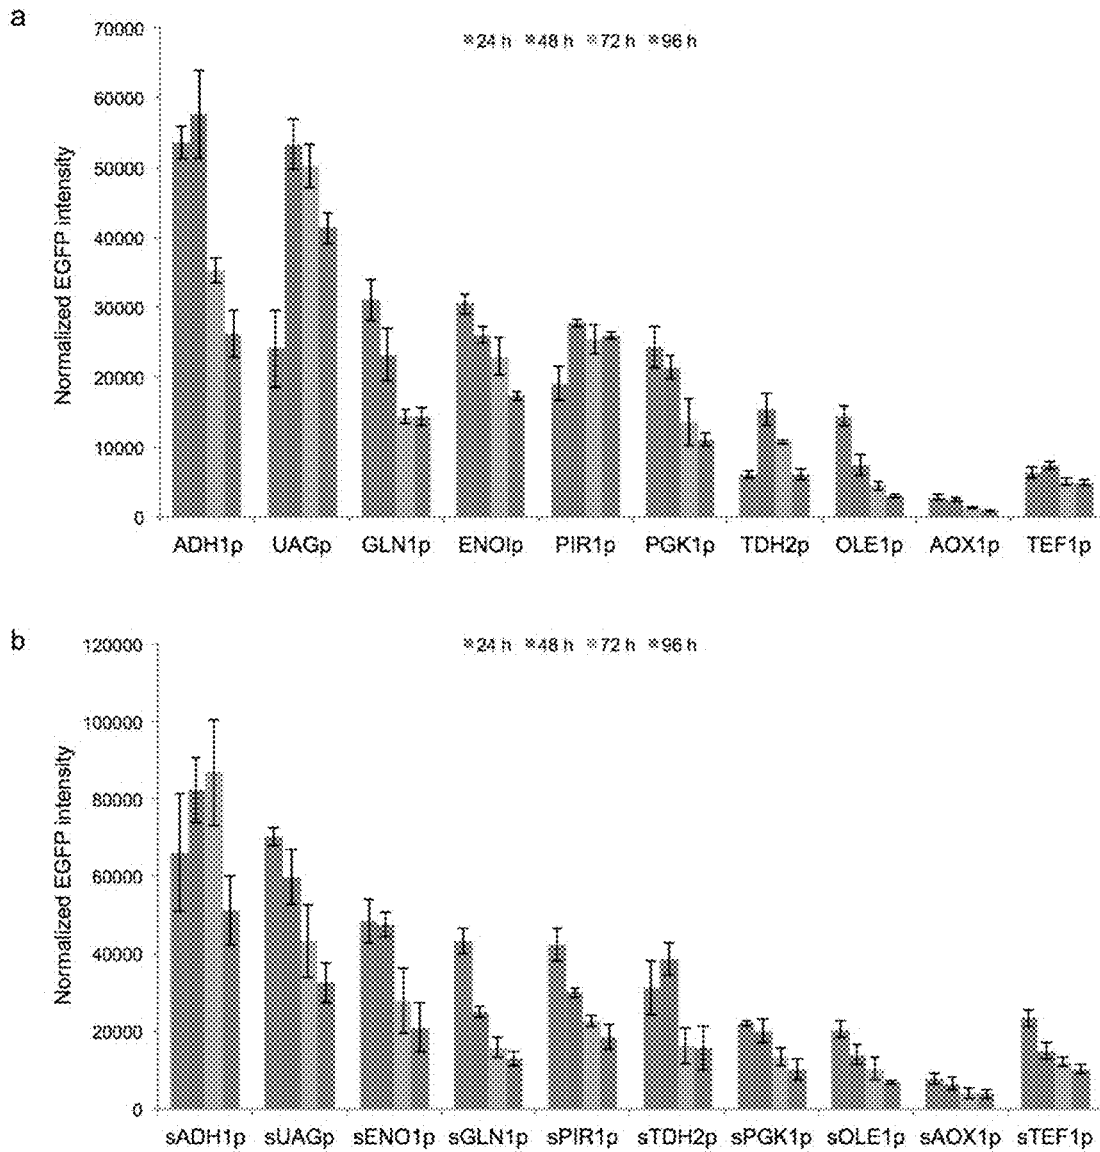 a
70000
24 h 48 h 72 h 96 h
60000
50000
40000
30000
20000
10000
0
Normalized EGFP intensity
ADH1p UAGp GLN1p ENOIp PIR1p PGK1p TDH2p OLE1p AOX1p TEF1p
b
120000
24 h 48 h 72 h 96 h
100000
80000
60000
40000
20000
0
Normalized EGFP intensity
sADH1p sUAGp sENO1p sGLN1p sPIR1p sTDH2p sPGK1p sOLE1p sAOX1p sTEF1p